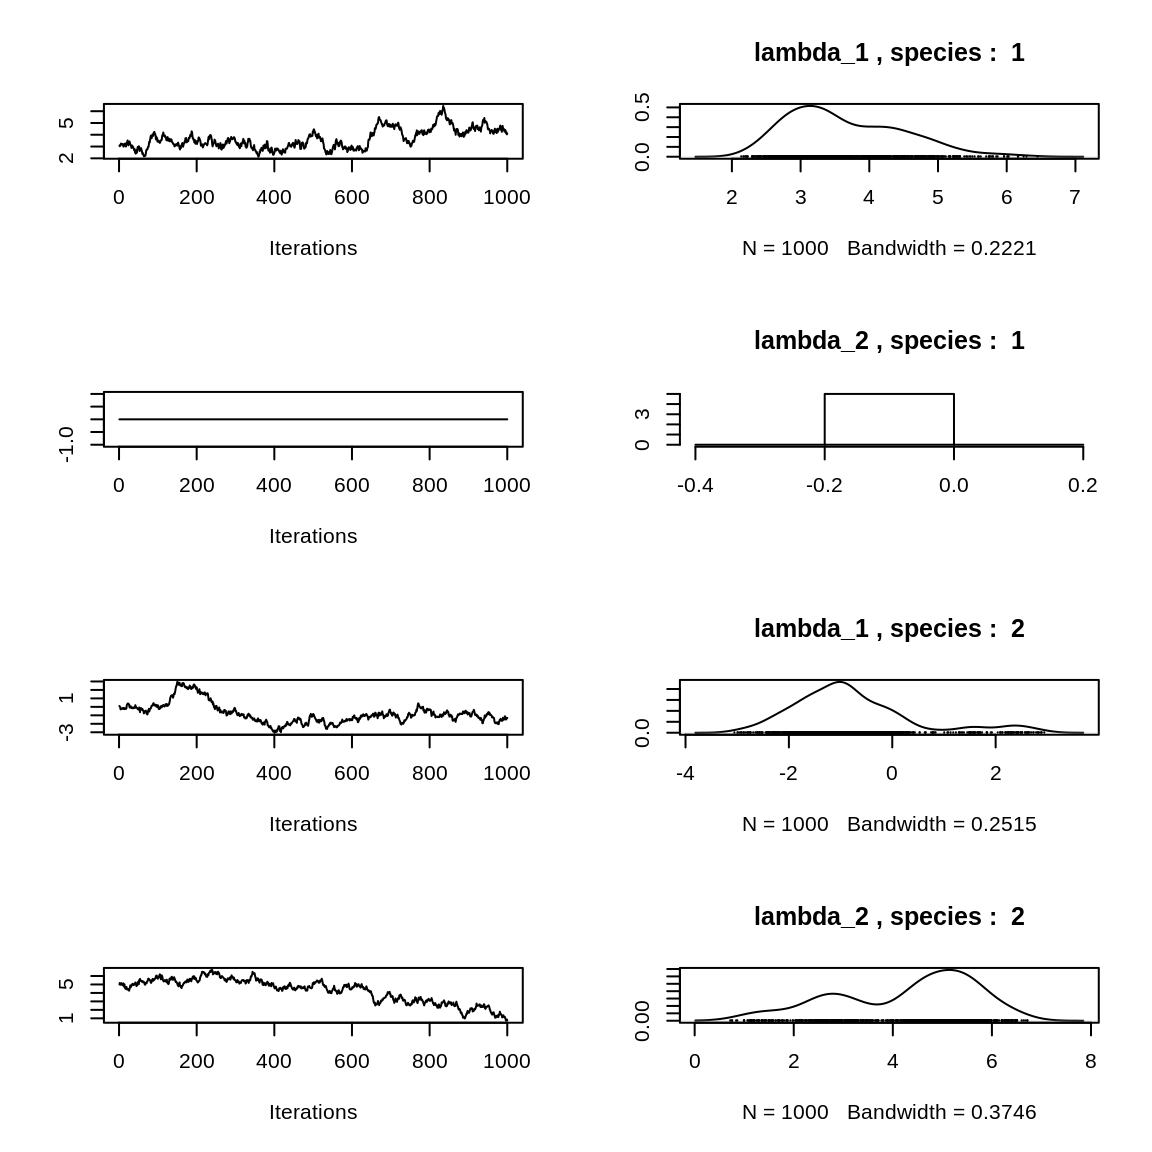 lambda_1 , species :  1
2 5
0 200 400 600 800 1000
Iterations
0.0 0.5
2 3 4 5 6 7
N = 1000   Bandwidth = 0.2221
lambda_2 , species :  1
-1.0
0 200 400 600 800 1000
Iterations
0 3
-0.4 -0.2 0.0 0.2
lambda_1 , species :  2
-3 1
0 200 400 600 800 1000
Iterations
0.0
-4 -2 0 2
N = 1000   Bandwidth = 0.2515
lambda_2 , species :  2
1 5
0 200 400 600 800 1000
Iterations
0.00
0 2 4 6 8
N = 1000   Bandwidth = 0.3746